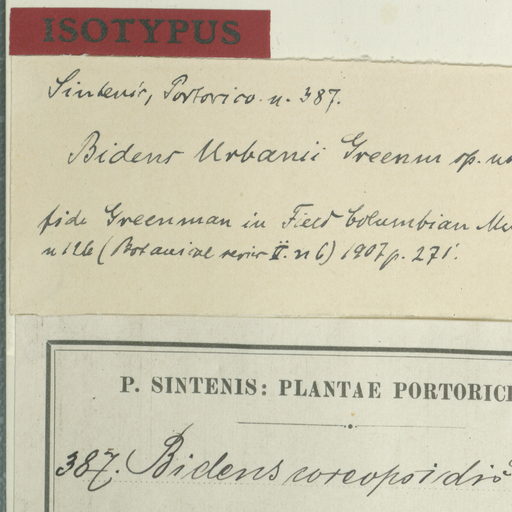 ISOTYPUS
Sintenis, Portorico n. 387.
Bidens Urbanii Greenm sp.
fide Greenman in Field Columbian
n 126 (Botanical series II. n 6) 1907 p. 271.
P. SINTENIS: PLANTAE PORTORIC
387. Bidens coreopsidis